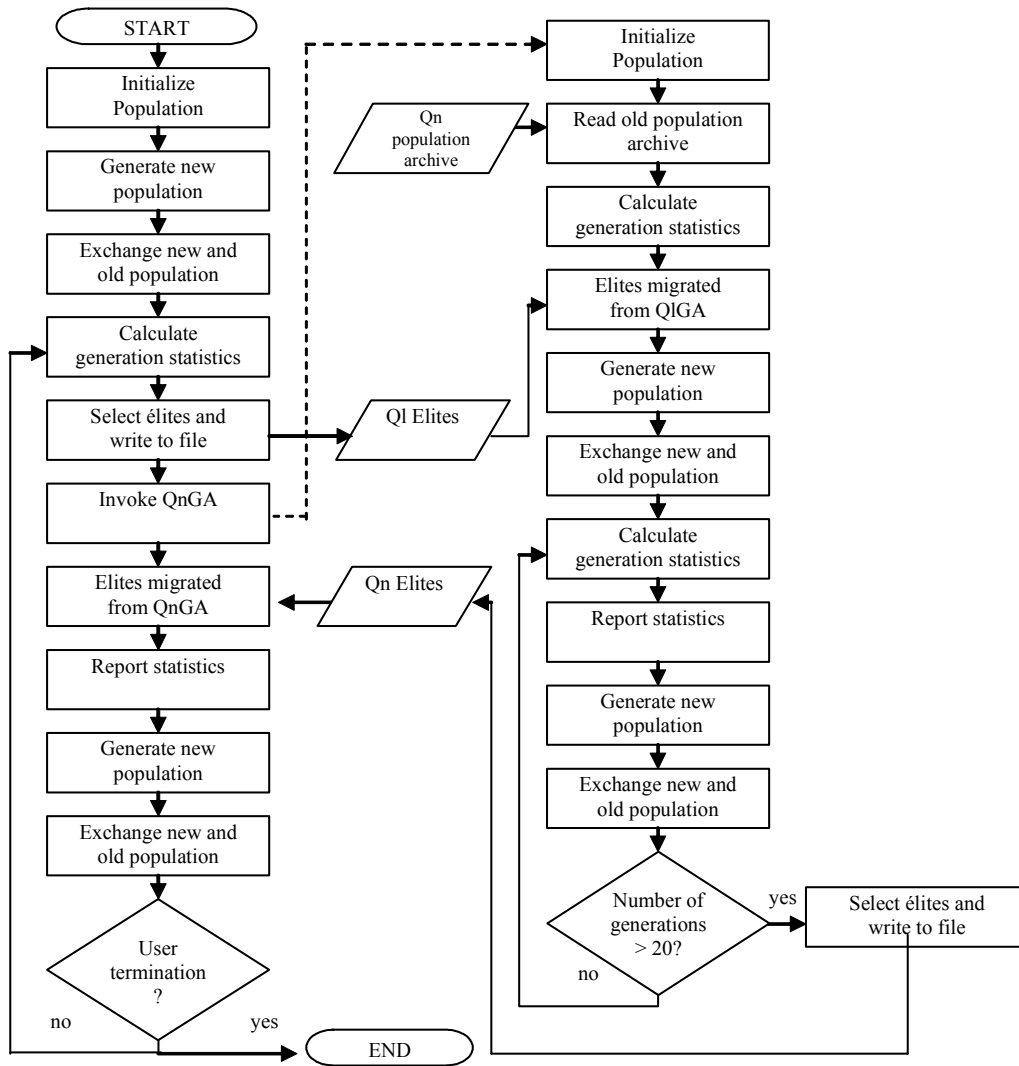 START
Initialize
Population
Generate new
population
Exchange new and
old population
Calculate
generation statistics
Select élites and
write to file
Invoke QnGA
Elites migrated
from QnGA
Report statistics
Generate new
population
Exchange new and
old population
User
termination
?
no
yes
END
Qn
population
archive
Ql Elites
Qn Elites
Initialize
Population
Read old population
archive
Calculate
generation statistics
Elites migrated
from QlGA
Generate new
population
Exchange new and
old population
Calculate
generation statistics
Report statistics
Generate new
population
Exchange new and
old population
Number of
generations
> 20?
no
yes
Select élites and
write to file